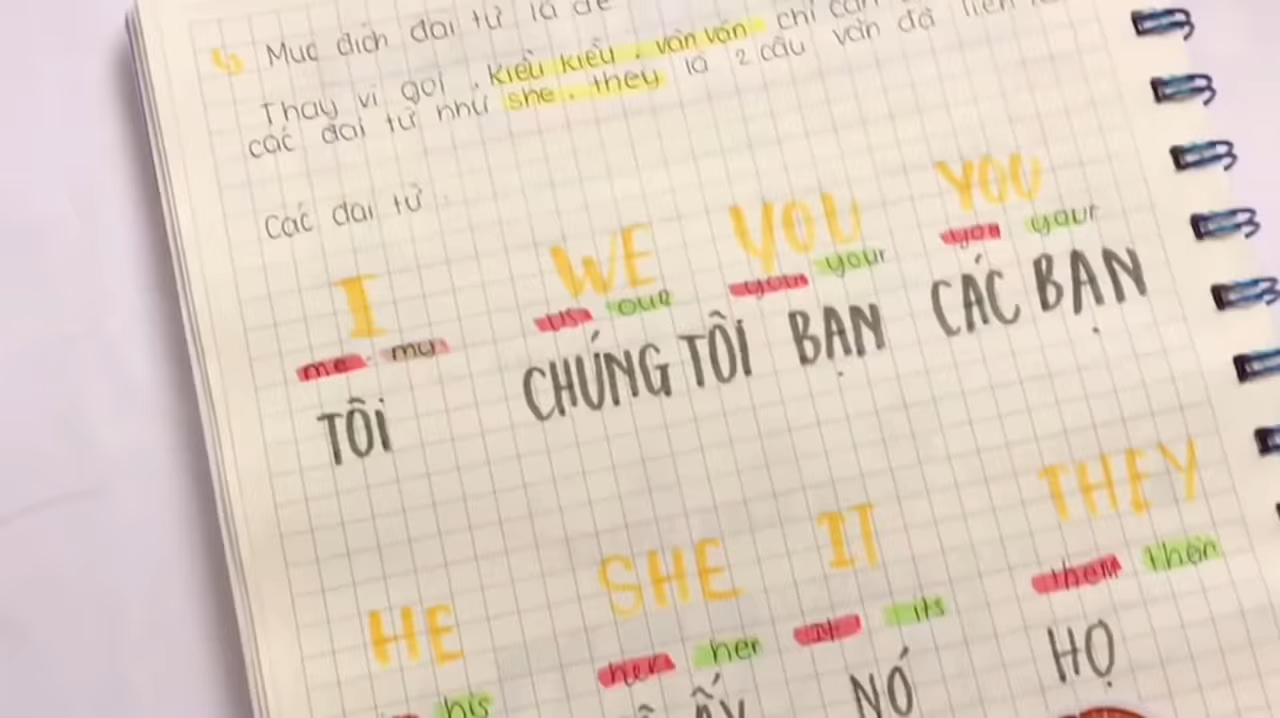 Mục đích đại từ là để
Thay vì gọi . kiều kiều . vân vân chỉ cần
các đại từ như she . they là 2 câu vẫn đã liên
Các đại từ
I WE YOU YOU
me . my us our you your you your
TÔI CHÚNG TÔI BẠN CÁC BẠN
HE SHE IT THEY
his her her it its them their
NÓ HỌ